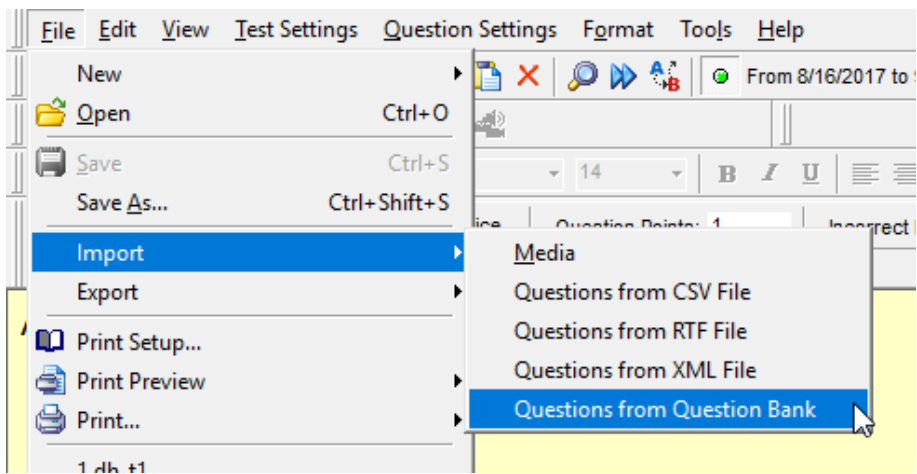 File Edit View Test Settings Question Settings Format Tools Help
New
From 8/16/2017 to
Open Ctrl+O
Save Ctrl+S
14 B I U
Save As... Ctrl+Shift+S
Question Points: 1 Incorrect
Import
Media
Export
Questions from CSV File
Print Setup...
Questions from RTF File
Print Preview
Questions from XML File
Print...
Questions from Question Bank
1 dh_t1